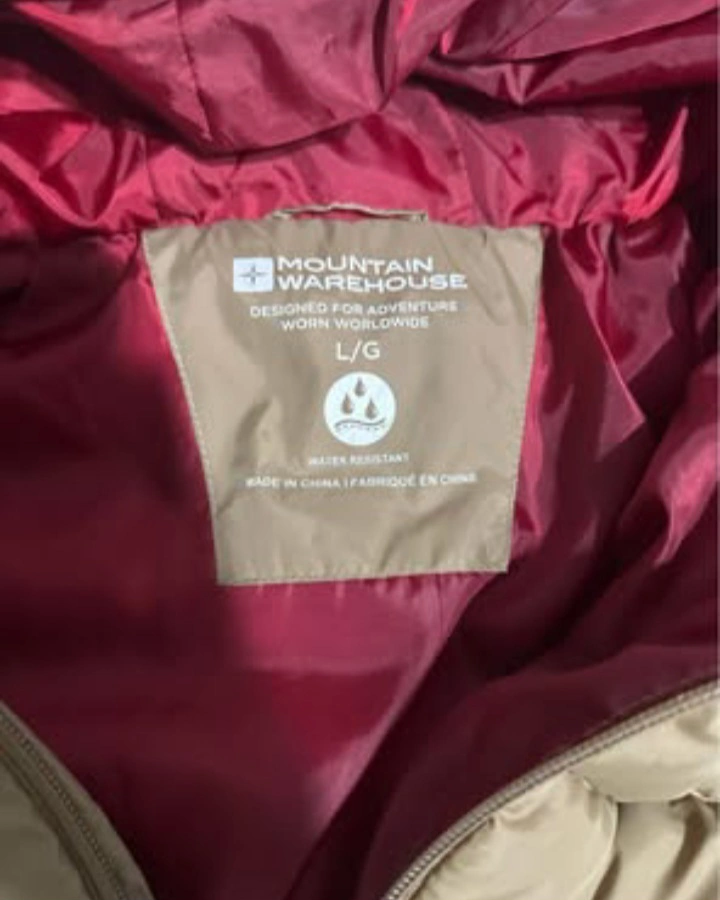 MOUNTAIN
WAREHOUSE
DESIGNED FOR ADVENTURE
WORN WORLDWIDE
L/G
WATER RESISTANT
MADE IN CHINA | FABRIQUÉ EN CHINE